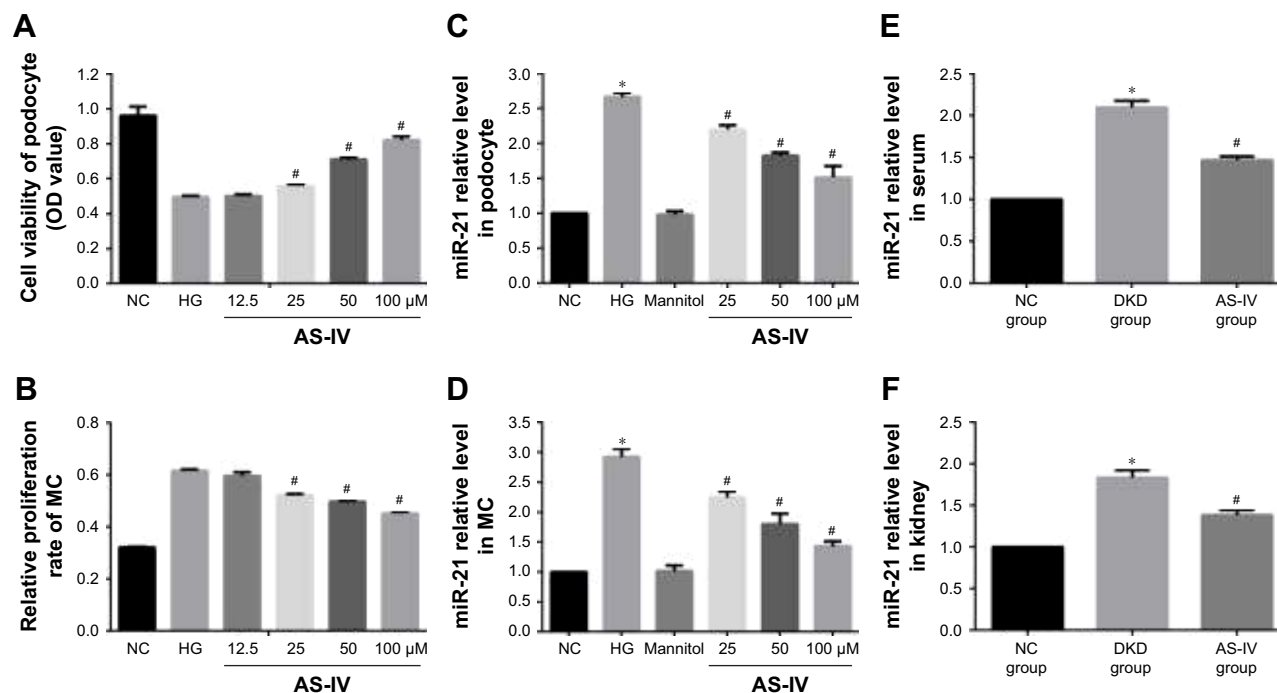 A
Cell viability of podocyte
(OD value)
1.2
1.0
0.8
0.6
0.4
0.2
0.0
#
#
#
NC HG 12.5 25 50 100 µM
AS-IV
B
Relative proliferation
rate of MC
0.8
0.6
0.4
0.2
0.0
#
#
#
NC HG 12.5 25 50 100 µM
AS-IV
C
miR-21 relative level
in podocyte
3.0
2.5
2.0
1.5
1.0
0.5
0.0
*
#
#
#
NC HG Mannitol 25 50 100 µM
AS-IV
D
miR-21 relative level
in MC
3.5
3.0
2.5
2.0
1.5
1.0
0.5
0.0
*
#
#
#
NC HG Mannitol 25 50 100 µM
AS-IV
E
miR-21 relative level
in serum
2.5
2.0
1.5
1.0
0.5
0.0
*
#
NC DKD AS-IV
group group group
F
miR-21 relative level
in kidney
2.5
2.0
1.5
1.0
0.5
0.0
*
#
NC DKD AS-IV
group group group